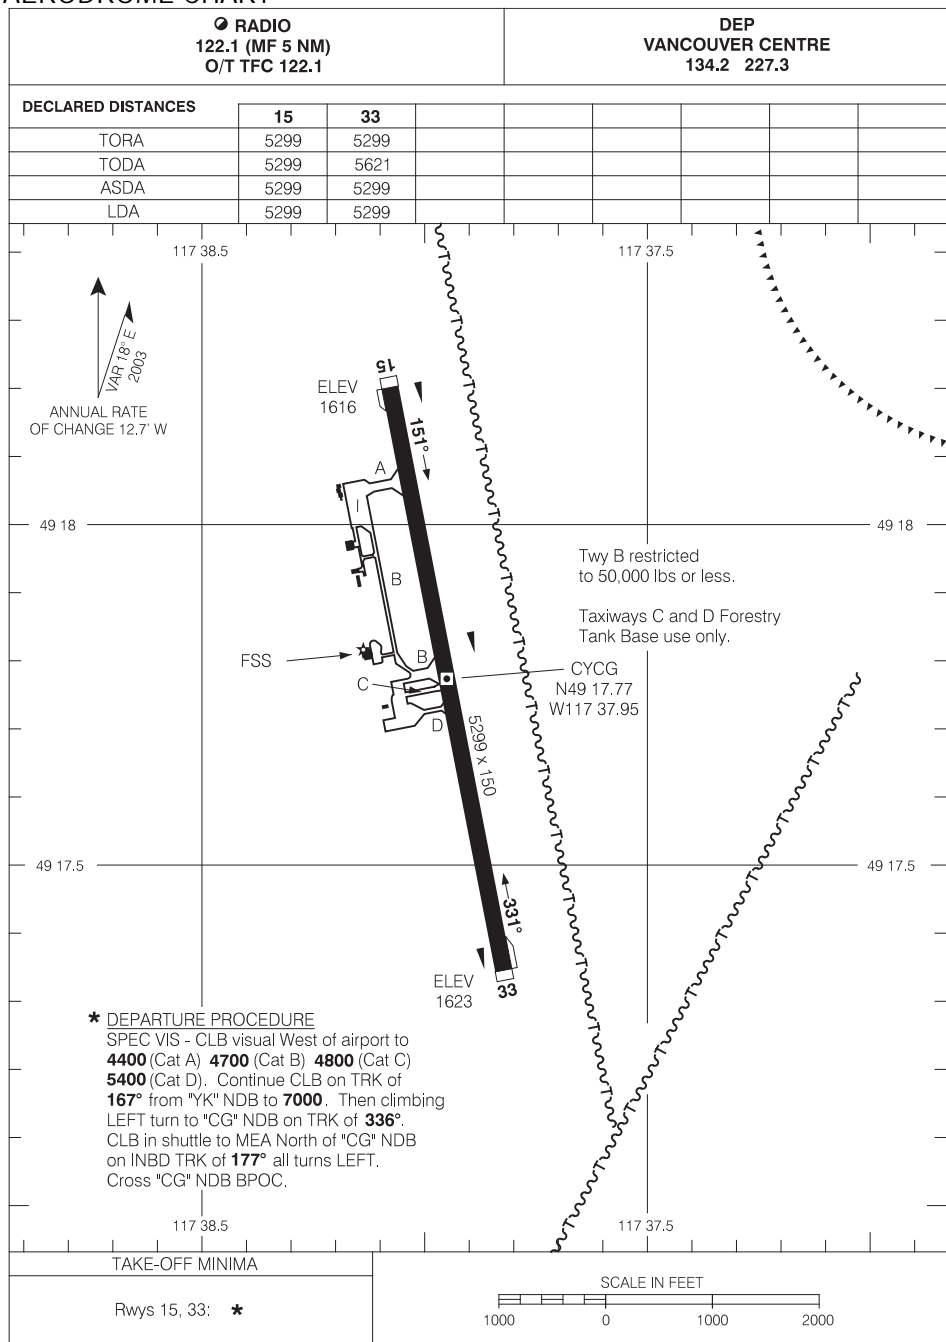 AERODROME CHART
RADIO
122.1 (MF 5 NM)
O/T TFC 122.1
DEP
VANCOUVER CENTRE
134.2 227.3
DECLARED DISTANCES
15 33
TORA 5299 5299
TODA 5299 5621
ASDA 5299 5299
LDA 5299 5299
117 38.5 117 37.5
VAR 18° E
2003
ANNUAL RATE
OF CHANGE 12.7' W
15
ELEV
1616
151°
A
I
49 18 49 18
B
Twy B restricted
to 50,000 lbs or less.
Taxiways C and D Forestry
Tank Base use only.
FSS
B
C
D
CYCG
N49 17.77
W117 37.95
5299 x 150
49 17.5 49 17.5
331°
ELEV
1623
33
* DEPARTURE PROCEDURE
SPEC VIS - CLB visual West of airport to
4400 (Cat A) 4700 (Cat B) 4800 (Cat C)
5400 (Cat D). Continue CLB on TRK of
167° from "YK" NDB to 7000. Then climbing
LEFT turn to "CG" NDB on TRK of 336°.
CLB in shuttle to MEA North of "CG" NDB
on INBD TRK of 177° all turns LEFT.
Cross "CG" NDB BPOC.
117 38.5 117 37.5
TAKE-OFF MINIMA
Rwys 15, 33: *
SCALE IN FEET
1000 0 1000 2000